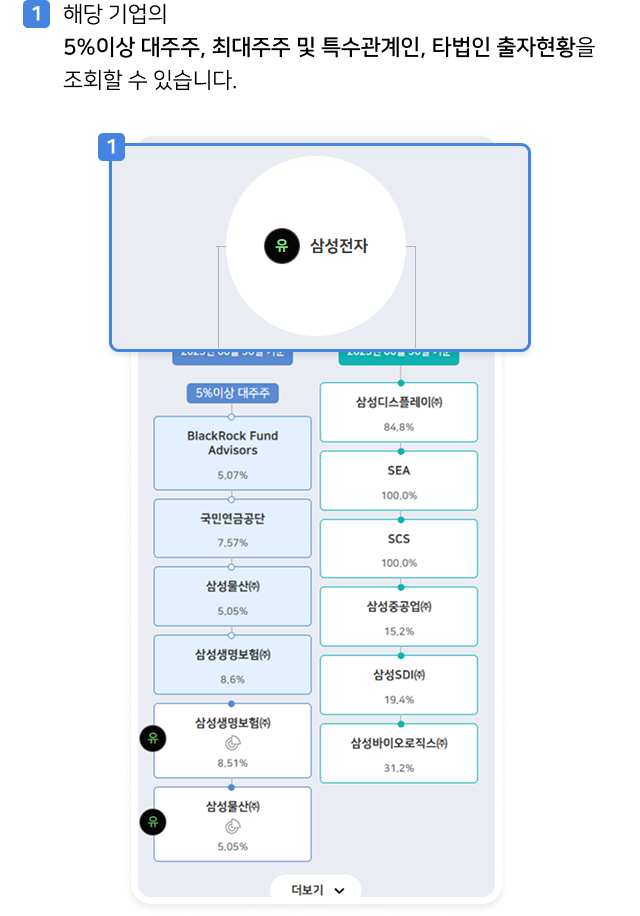 1 해당 기업의
5%이상 대주주, 최대주주 및 특수관계인, 타법인 출자현황을
조회할 수 있습니다.
1
유 삼성전자
5%이상 대주주
BlackRock Fund
Advisors
5.07%
국민연금공단
7.57%
삼성물산㈜
5.05%
삼성생명보험㈜
8.6%
유
삼성생명보험㈜
8.51%
유
삼성물산㈜
5.05%
삼성디스플레이㈜
84.8%
SEA
100.0%
SCS
100.0%
삼성중공업㈜
15.2%
삼성SDI㈜
19.4%
삼성바이오로직스㈜
31.2%
더보기